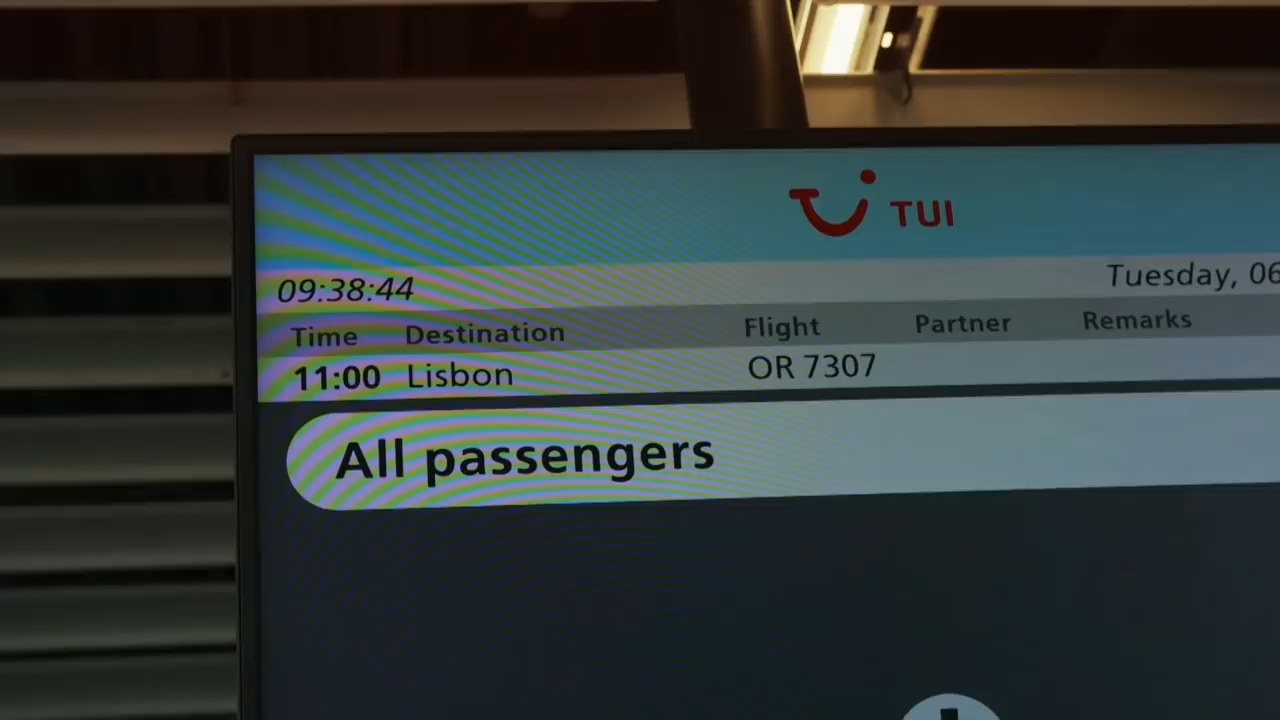 TUI
09:38:44 Tuesday, 06
Time Destination Flight Partner Remarks
11:00 Lisbon OR 7307
All passengers